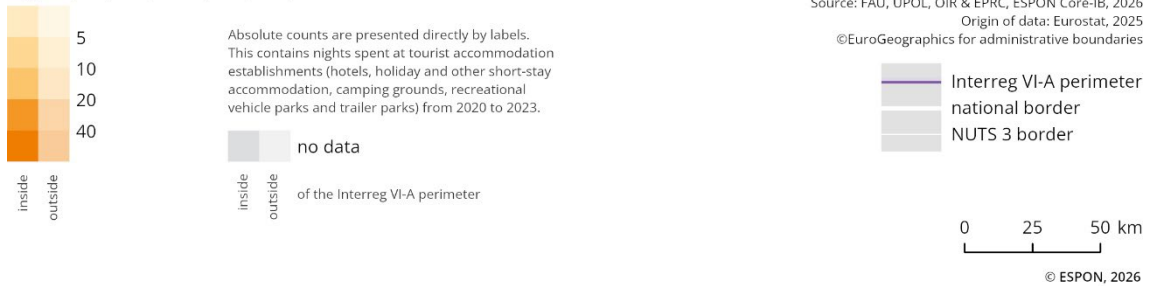 Source: FAU, UPOL, OIR & EPRC, ESPON Core-IB, 2026
Origin of data: Eurostat, 2025
©EuroGeographics for administrative boundaries
5
10
20
40
inside
outside
Absolute counts are presented directly by labels.
This contains nights spent at tourist accommodation
establishments (hotels, holiday and other short-stay
accommodation, camping grounds, recreational
vehicle parks and trailer parks) from 2020 to 2023.
no data
inside
outside
of the Interreg VI-A perimeter
Interreg VI-A perimeter
national border
NUTS 3 border
0 25 50 km
© ESPON, 2026